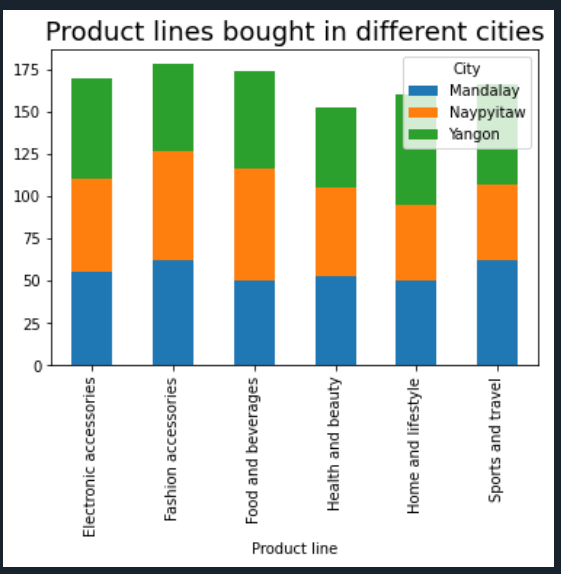 Product lines bought in different cities
City
Mandalay
Naypyitaw
Yangon
175
150
125
100
75
50
25
0
Electronic accessories
Fashion accessories
Food and beverages
Health and beauty
Home and lifestyle
Sports and travel
Product line